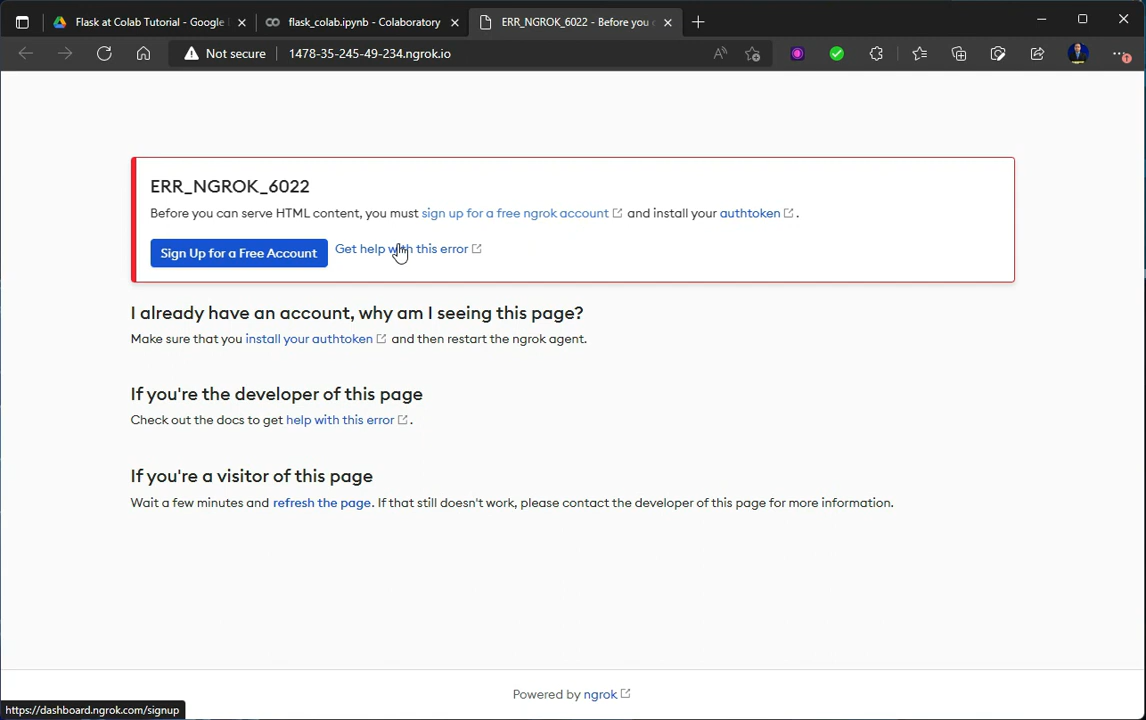 Flask at Colab Tutorial - Google
flask_colab.ipynb - Colaboratory
ERR_NGROK_6022 - Before you
Not secure
1478-35-245-49-234.ngrok.io
ERR_NGROK_6022
Before you can serve HTML content, you must sign up for a free ngrok account and install your authtoken .
Sign Up for a Free Account
Get help with this error
I already have an account, why am I seeing this page?
Make sure that you install your authtoken and then restart the ngrok agent.
If you're the developer of this page
Check out the docs to get help with this error .
If you're a visitor of this page
Wait a few minutes and refresh the page. If that still doesn't work, please contact the developer of this page for more information.
Powered by ngrok
https://dashboard.ngrok.com/signup